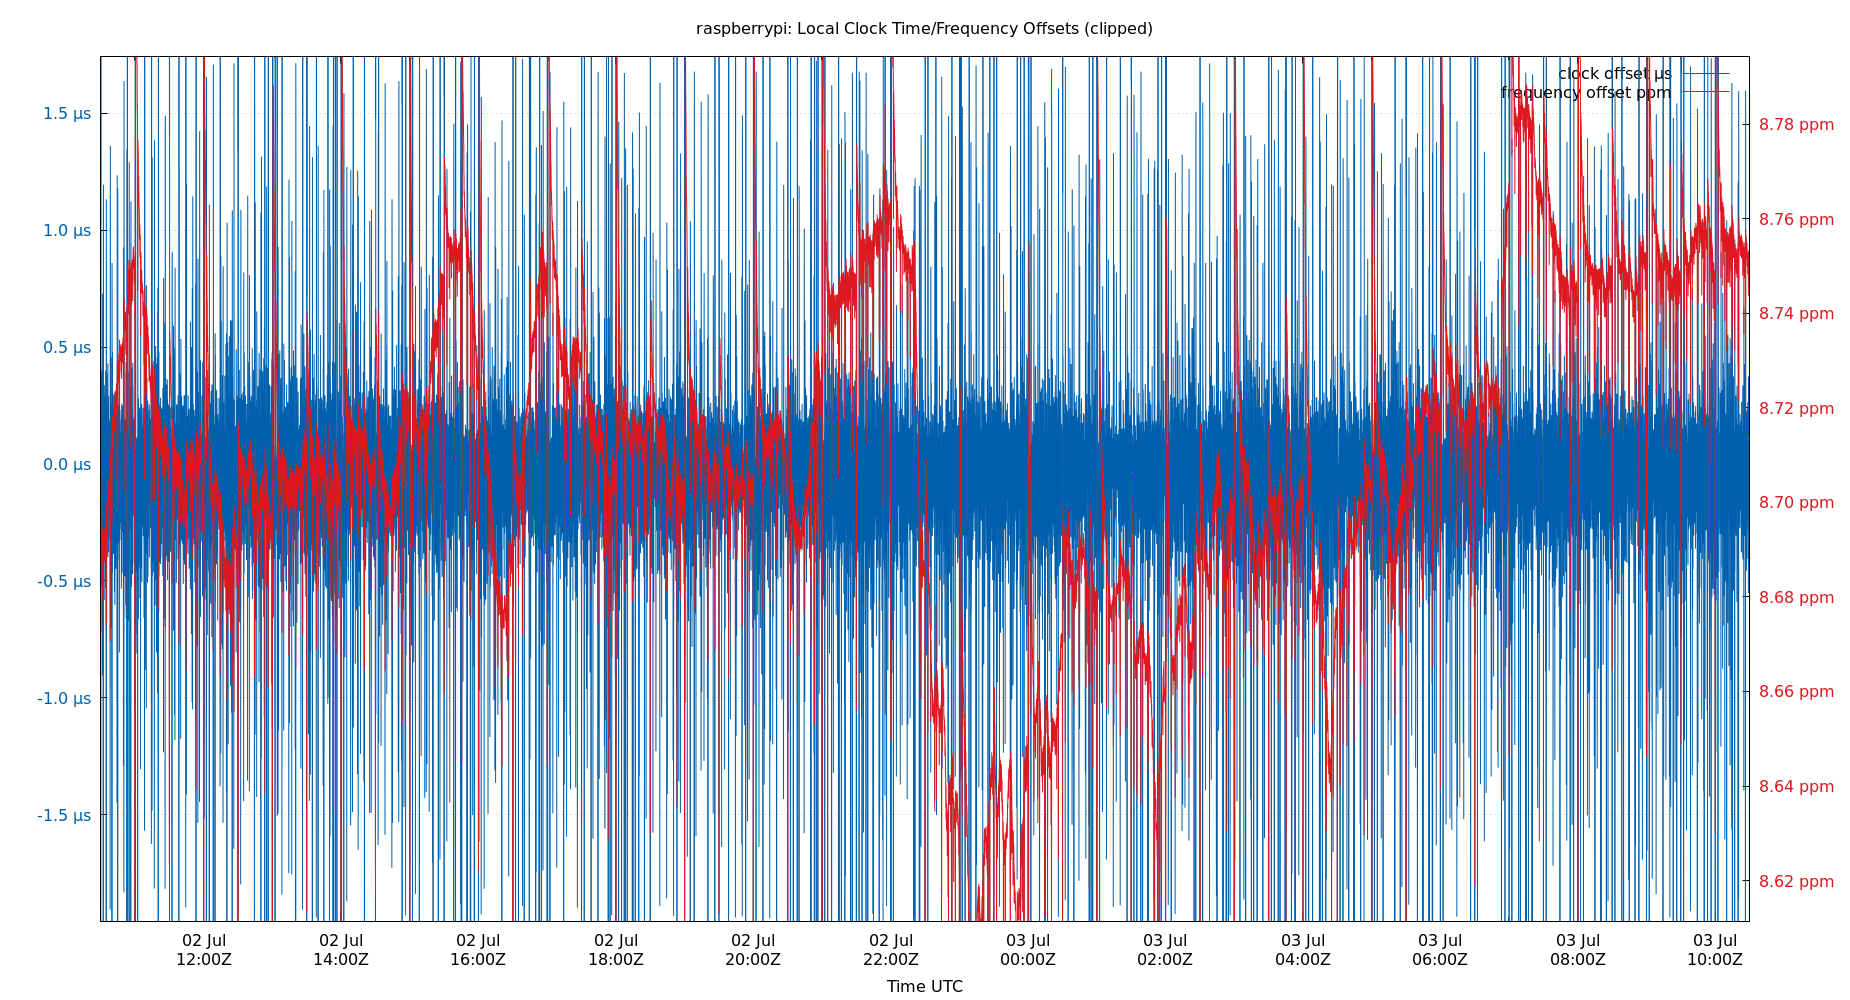 raspberrypi: Local Clock Time/Frequency Offsets (clipped)
clock offset µs
frequency offset ppm
1.5 µs
1.0 µs
0.5 µs
0.0 µs
-0.5 µs
-1.0 µs
-1.5 µs
8.78 ppm
8.76 ppm
8.74 ppm
8.72 ppm
8.70 ppm
8.68 ppm
8.66 ppm
8.64 ppm
8.62 ppm
02 Jul 02 Jul 02 Jul 02 Jul 02 Jul 02 Jul 03 Jul 03 Jul 03 Jul 03 Jul 03 Jul 03 Jul
12:00Z 14:00Z 16:00Z 18:00Z 20:00Z 22:00Z 00:00Z 02:00Z 04:00Z 06:00Z 08:00Z 10:00Z
Time UTC